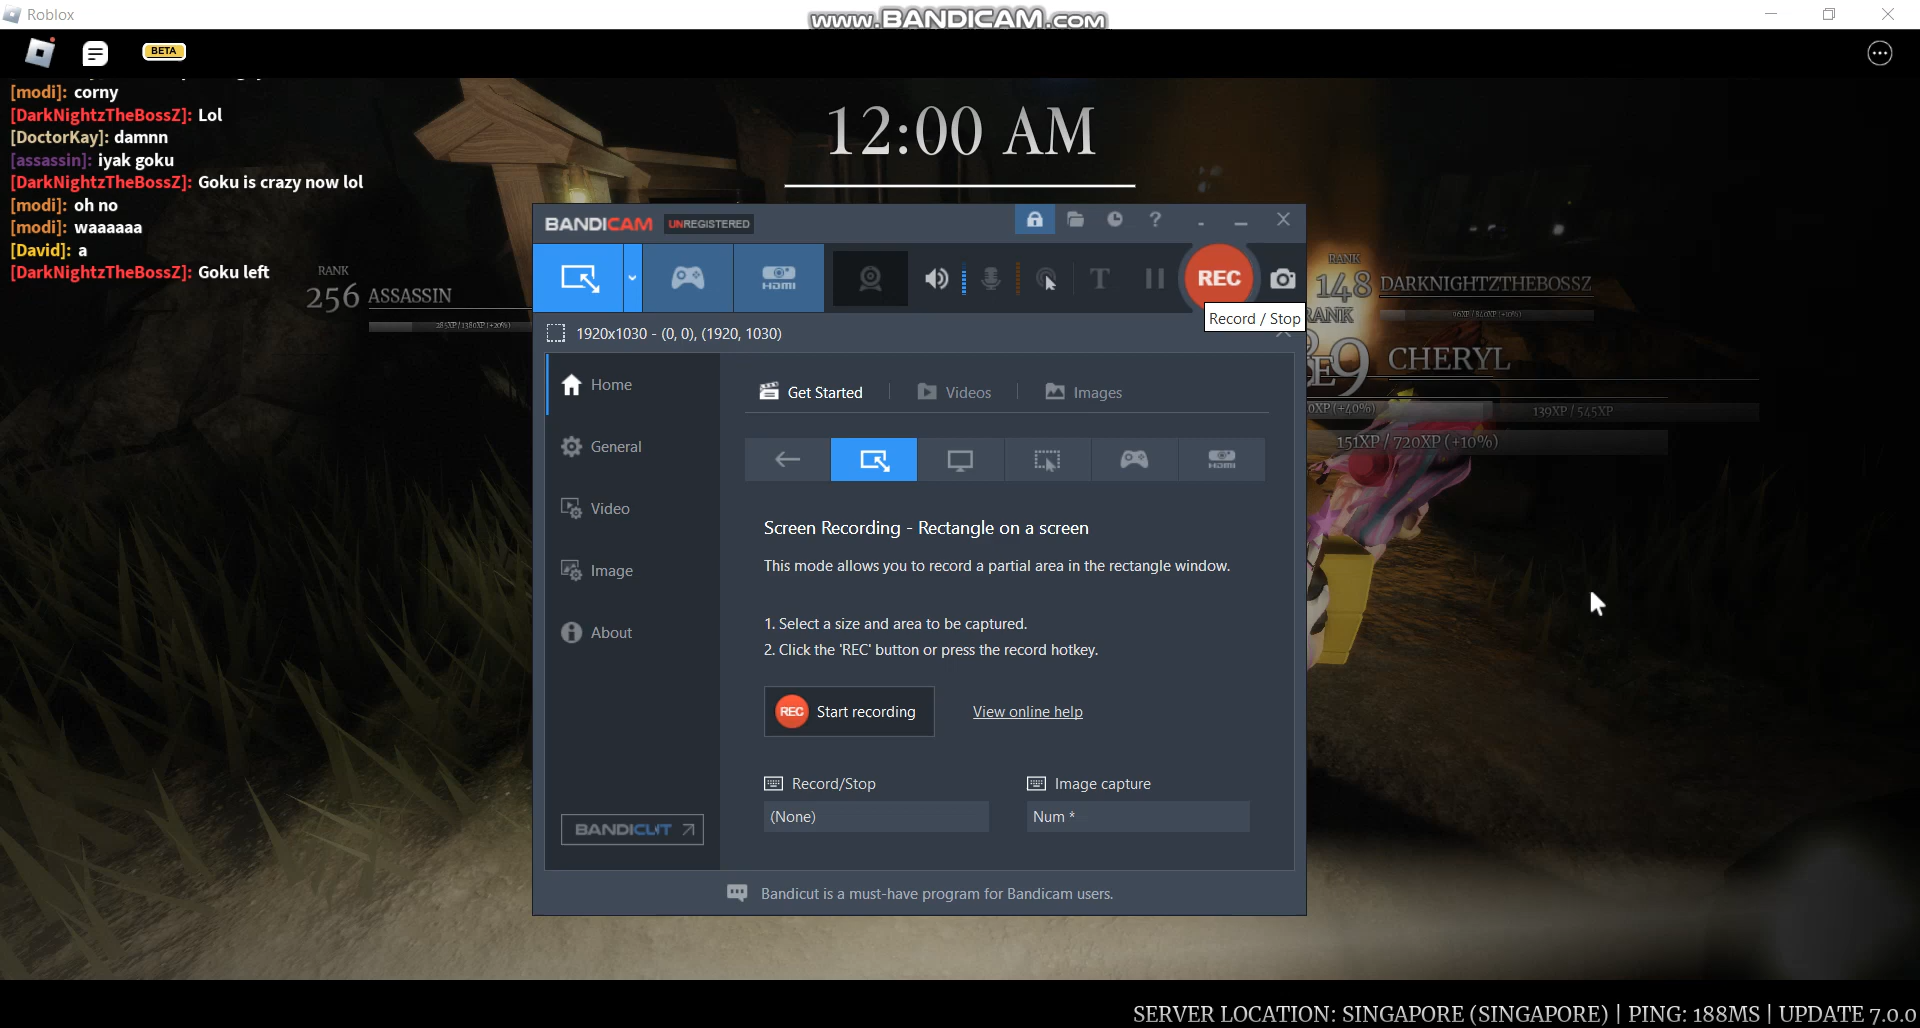 Roblox
www.BANDICAM.com
BETA
[modi]: corny
[DarkNightzTheBossZ]: Lol
[DoctorKay]: damnn
[assassin]: iyak goku
[DarkNightzTheBossZ]: Goku is crazy now lol
[modi]: oh no
[modi]: waaaaaa
[David]: a
[DarkNightzTheBossZ]: Goku left
12:00 AM
RANK
256 ASSASSIN
285XP / 1380XP (+20%)
BANDICAM UNREGISTERED
?
HDMI
T
REC
Record / Stop
1920x1030 - (0, 0), (1920, 1030)
RANK
148 DARKNIGHTZTHEBOSSZ
RANK
9 CHERYL
139XP / 545XP
151XP / 720XP (+10%)
Home
General
Video
Image
About
BANDICUT
Get Started
Videos
Images
HDMI
Screen Recording - Rectangle on a screen
This mode allows you to record a partial area in the rectangle window.
1. Select a size and area to be captured.
2. Click the 'REC' button or press the record hotkey.
REC Start recording
View online help
Record/Stop
(None)
Image capture
Num *
Bandicut is a must-have program for Bandicam users.
SERVER LOCATION: SINGAPORE (SINGAPORE) | PING: 188MS | UPDATE 7.0.0